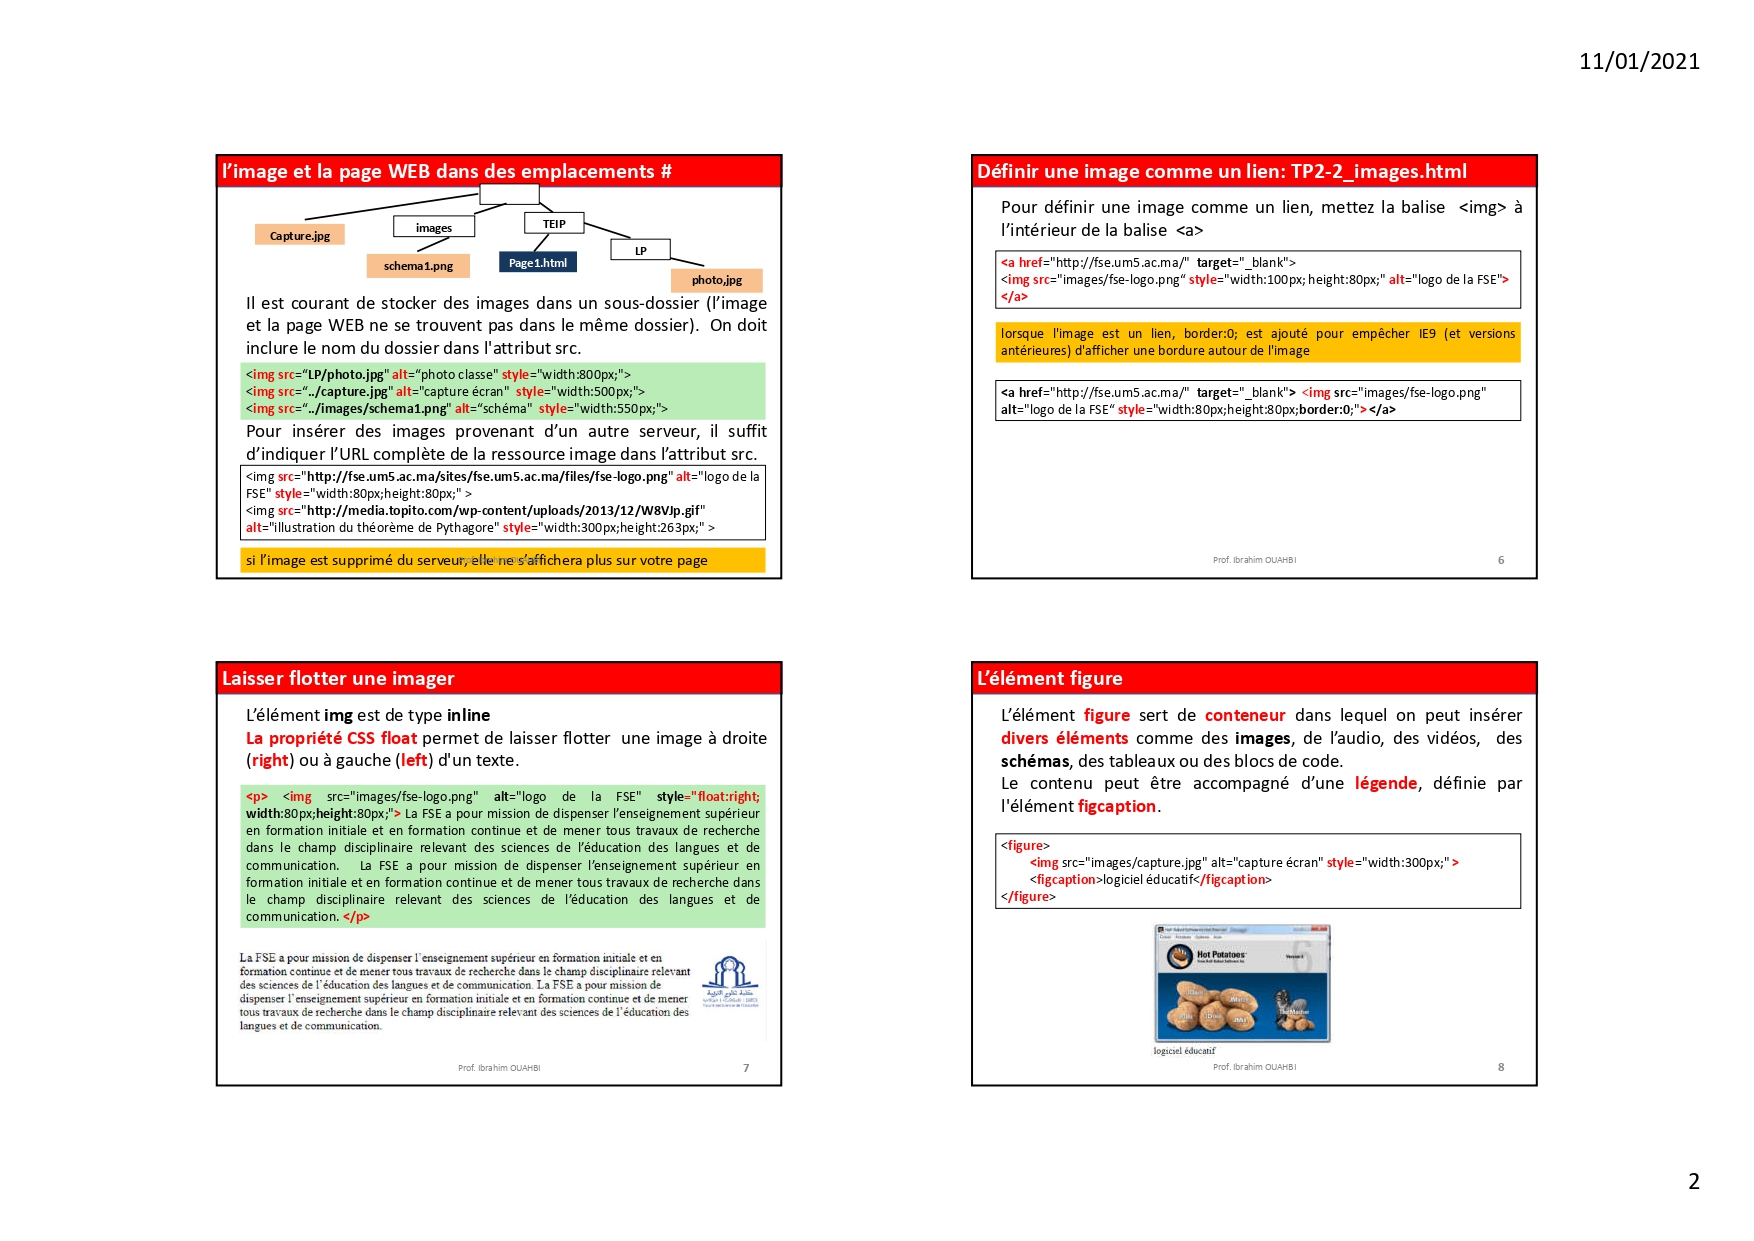 11/01/2021
l’image et la page WEB dans des emplacements #
Capture.jpg
images
TEIP
LP
schema1.png
Page1.html
photo,jpg
Il est courant de stocker des images dans un sous-dossier (l’image
et la page WEB ne se trouvent pas dans le même dossier). On doit
inclure le nom du dossier dans l'attribut src.
<img src=“LP/photo.jpg" alt=“photo classe" style="width:800px;">
<img src=“../capture.jpg" alt="capture écran" style="width:500px;">
<img src=“../images/schema1.png" alt=“schéma" style="width:550px;">
Pour insérer des images provenant d’un autre serveur, il suffit
d’indiquer l’URL complète de la ressource image dans l’attribut src.
<img src="http://fse.um5.ac.ma/sites/fse.um5.ac.ma/files/fse-logo.png" alt="logo de la
FSE" style="width:80px;height:80px;" >
<img src="http://media.topito.com/wp-content/uploads/2013/12/W8VJp.gif"
alt="illustration du théorème de Pythagore" style="width:300px;height:263px;" >
si l’image est supprimé du serveur, elle ne s’affichera plus sur votre page
Définir une image comme un lien: TP2-2_images.html
Pour définir une image comme un lien, mettez la balise <img> à
l’intérieur de la balise <a>
<a href="http://fse.um5.ac.ma/" target="_blank">
<img src="images/fse-logo.png“ style="width:100px; height:80px;" alt="logo de la FSE">
</a>
lorsque l'image est un lien, border:0; est ajouté pour empêcher IE9 (et versions
antérieures) d'afficher une bordure autour de l'image
<a href="http://fse.um5.ac.ma/" target="_blank"> <img src="images/fse-logo.png"
alt="logo de la FSE“ style="width:80px;height:80px;border:0;"> </a>
Prof. Ibrahim OUAHBI
6
Laisser flotter une imager
L’élément img est de type inline
La propriété CSS float permet de laisser flotter une image à droite
(right) ou à gauche (left) d'un texte.
<p> <img src="images/fse-logo.png" alt="logo de la FSE" style="float:right;
width:80px;height:80px;"> La FSE a pour mission de dispenser l’enseignement supérieur
en formation initiale et en formation continue et de mener tous travaux de recherche
dans le champ disciplinaire relevant des sciences de l’éducation des langues et de
communication. La FSE a pour mission de dispenser l’enseignement supérieur en
formation initiale et en formation continue et de mener tous travaux de recherche dans
le champ disciplinaire relevant des sciences de l’éducation des langues et de
communication. </p>
La FSE a pour mission de dispenser l’enseignement supérieur en formation initiale et en
formation continue et de mener tous travaux de recherche dans le champ disciplinaire relevant
des sciences de l’éducation des langues et de communication. La FSE a pour mission de
dispenser l’enseignement supérieur en formation initiale et en formation continue et de mener
tous travaux de recherche dans le champ disciplinaire relevant des sciences de l’éducation des
langues et de communication.
Prof. Ibrahim OUAHBI
7
L’élément figure
L’élément figure sert de conteneur dans lequel on peut insérer
divers éléments comme des images, de l’audio, des vidéos, des
schémas, des tableaux ou des blocs de code.
Le contenu peut être accompagné d’une légende, définie par
l'élément figcaption.
<figure>
<img src="images/capture.jpg" alt="capture écran" style="width:300px;" >
<figcaption>logiciel éducatif</figcaption>
</figure>
Hot Potatoes
Version 6
6
JCloze
JMatch
JQuiz
JCross
JMix
The Masher
logiciel éducatif
Prof. Ibrahim OUAHBI
8
2